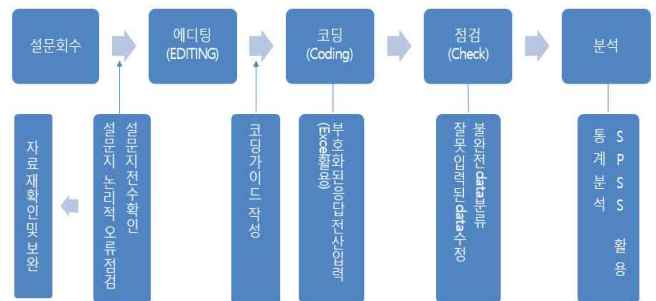 설문회수
에디팅
(EDITING)
코딩
(Coding)
점검
(Check)
분석
자료 재확인 및 보완
설문지 전수확인
설문지 논리적 오류 점검
코딩가이드 작성
부호화된 응답 전산입력
(Excel활용)
불완전data분류
잘못입력된data수정
SPSS 활용
통계분석